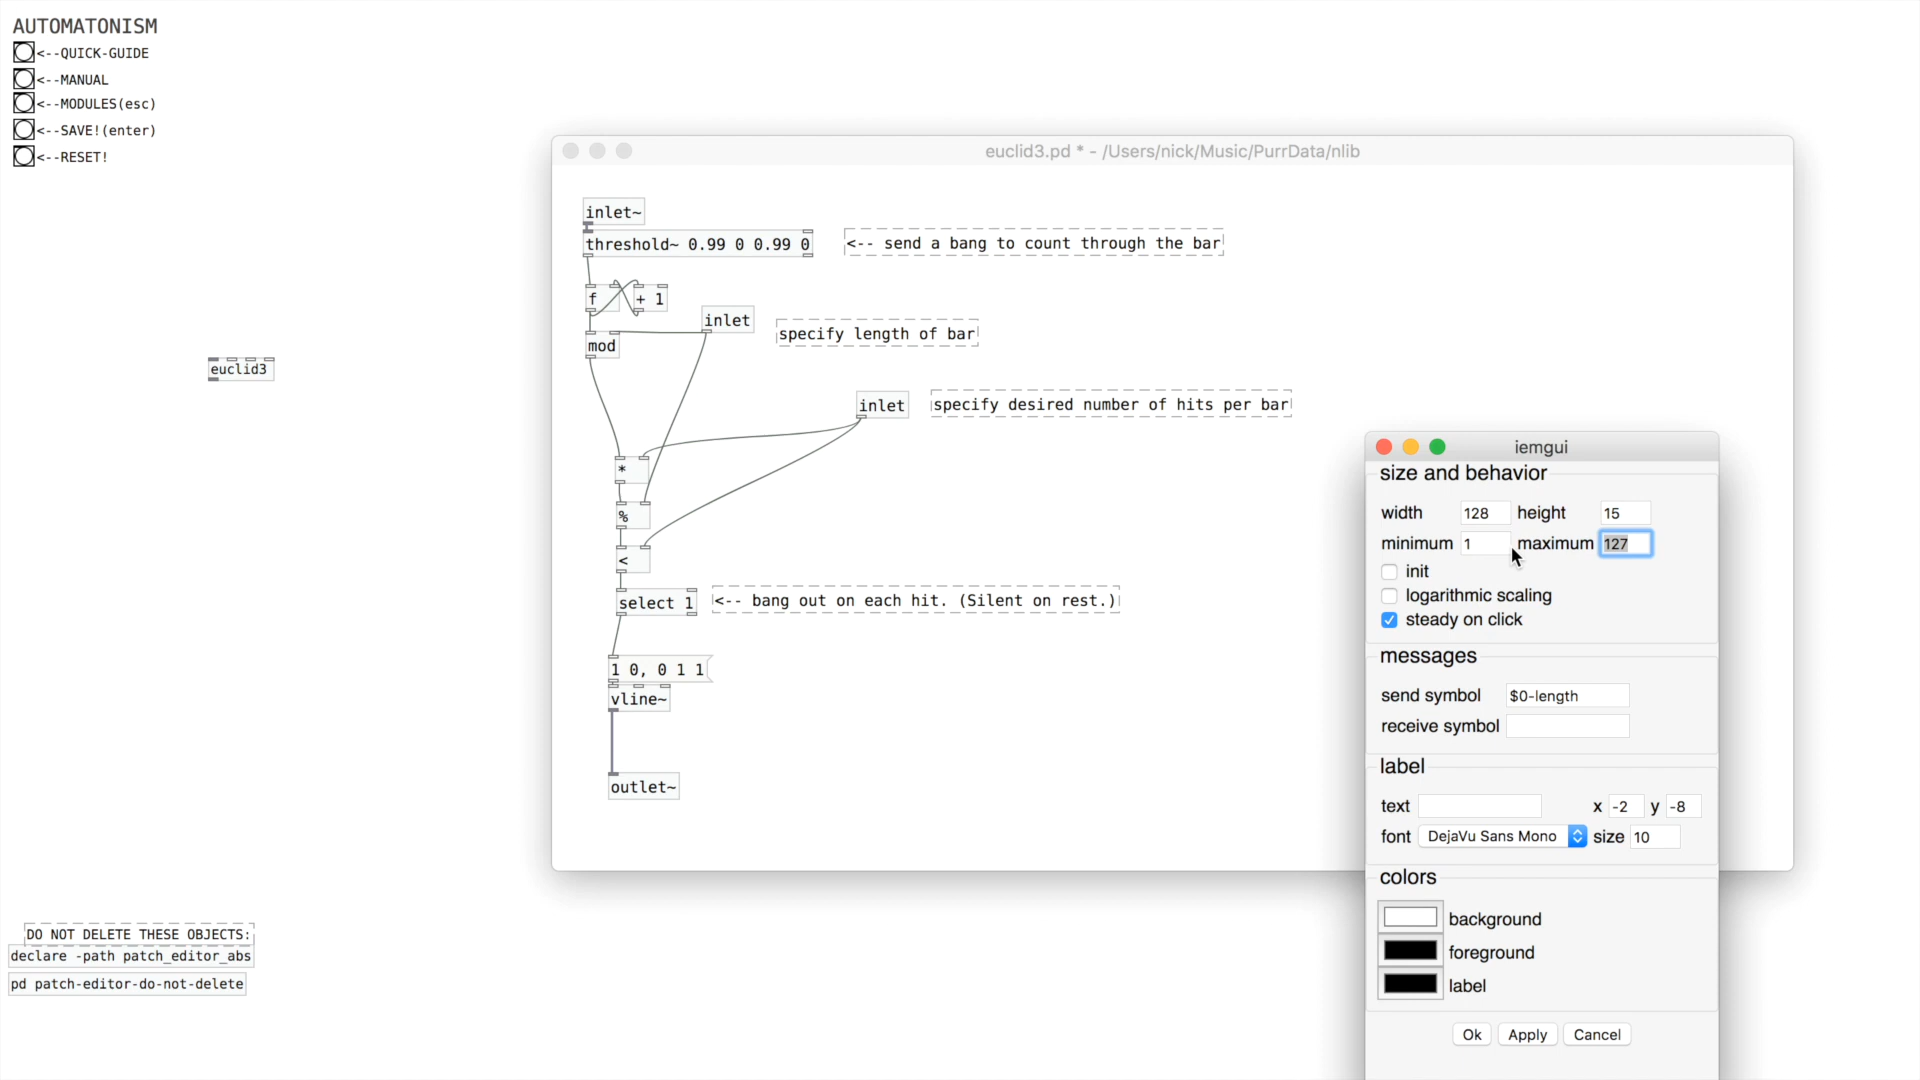 AUTOMATONISM
<--QUICK-GUIDE
<--MANUAL
<--MODULES(esc)
<--SAVE!(enter)
<--RESET!
euclid3
DO NOT DELETE THESE OBJECTS:
declare -path patch_editor_abs
pd patch-editor-do-not-delete
euclid3.pd * - /Users/nick/Music/PurrData/nlib
inlet~
threshold~ 0.99 0 0.99 0
<-- send a bang to count through the bar
f
+ 1
inlet
specify length of bar
mod
inlet
specify desired number of hits per bar
*
%
<
select 1
<-- bang out on each hit. (Silent on rest.)
1 0, 0 1 1
vline~
outlet~
iemgui
size and behavior
width 128 height 15
minimum 1 maximum 127
init
logarithmic scaling
steady on click
messages
send symbol $0-length
receive symbol
label
text x -2 y -8
font DejaVu Sans Mono size 10
colors
background
foreground
label
Ok Apply Cancel